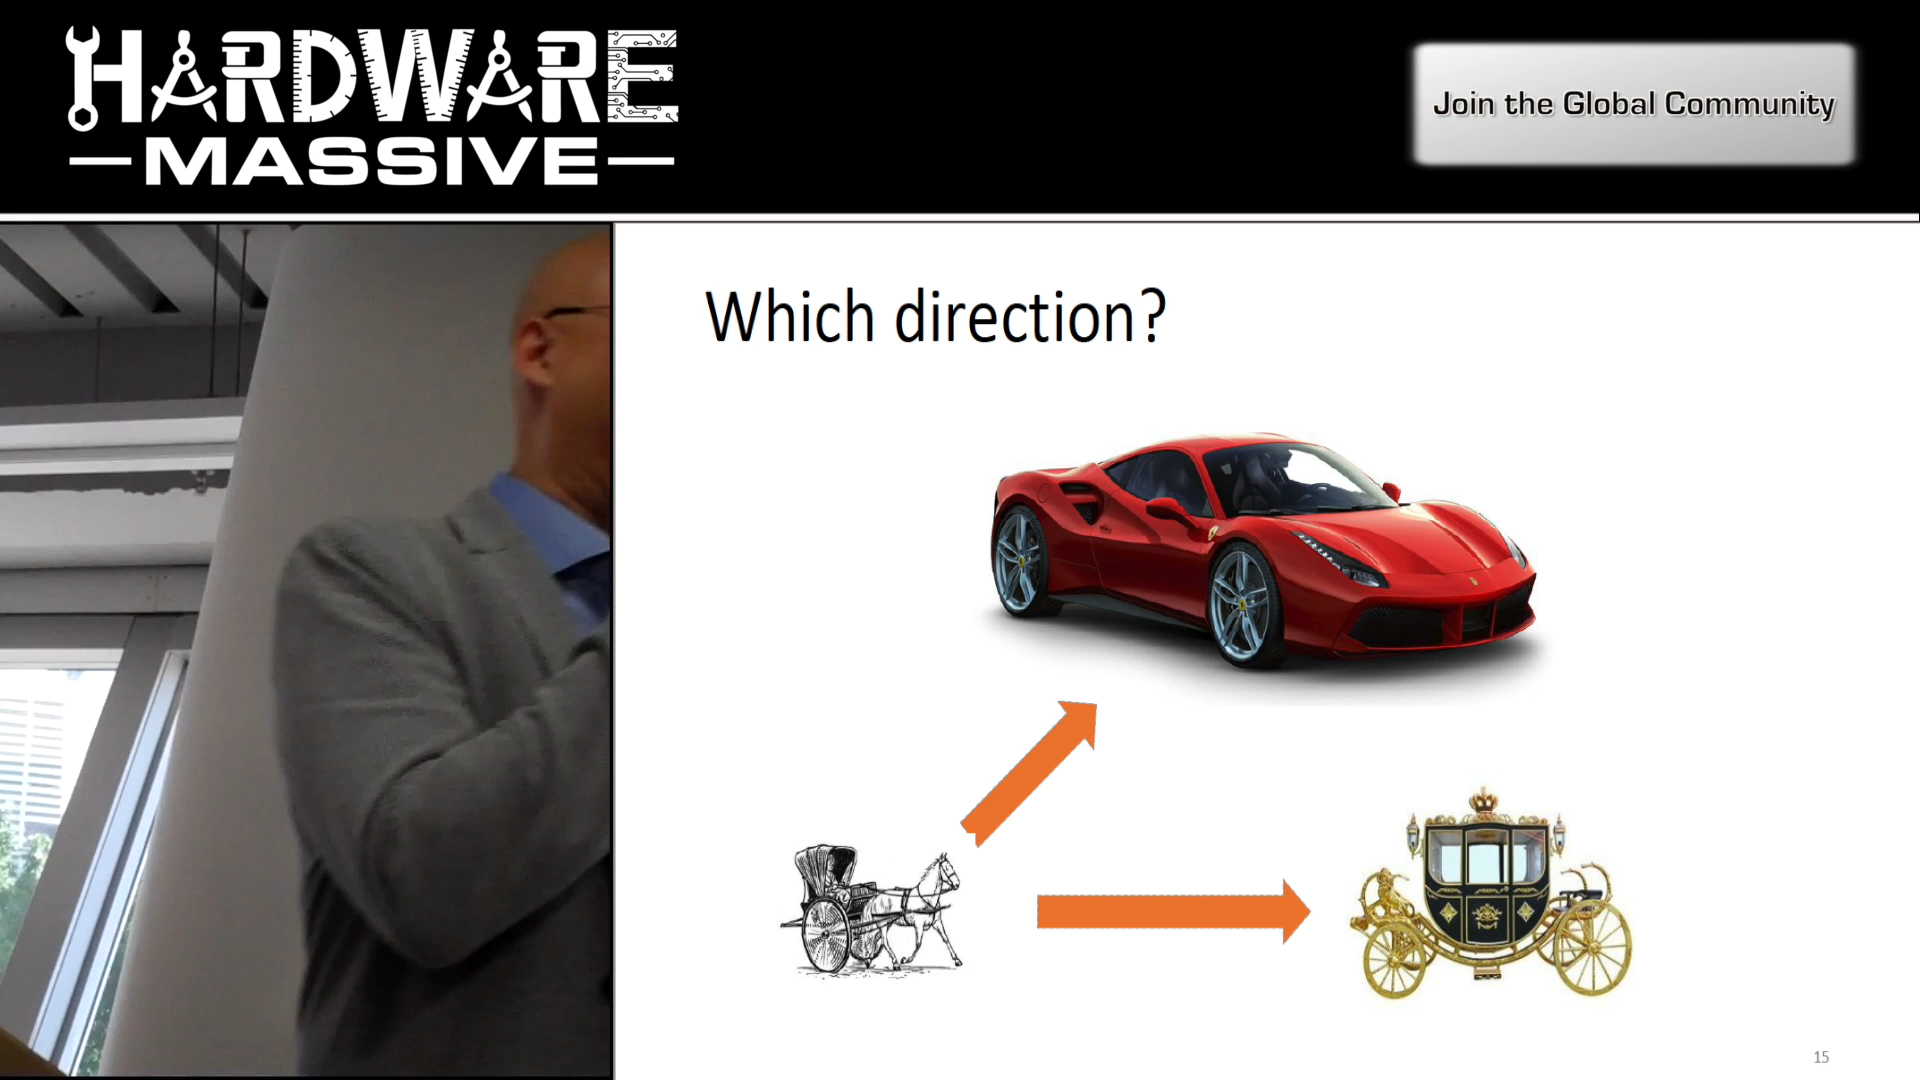 HARDWARE
MASSIVE
Join the Global Community
Which direction?
15